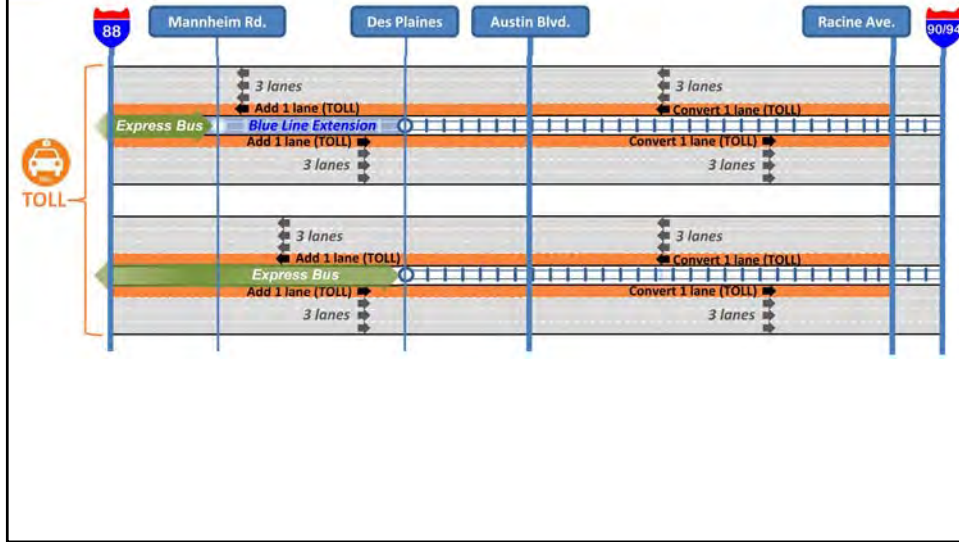 88
Mannheim Rd.
Des Plaines
Austin Blvd.
Racine Ave.
90/94
3 lanes
3 lanes
Add 1 lane (TOLL)
Convert 1 lane (TOLL)
Express Bus
Blue Line Extension
Add 1 lane (TOLL)
Convert 1 lane (TOLL)
3 lanes
3 lanes
TOLL
3 lanes
3 lanes
Add 1 lane (TOLL)
Convert 1 lane (TOLL)
Express Bus
Add 1 lane (TOLL)
Convert 1 lane (TOLL)
3 lanes
3 lanes